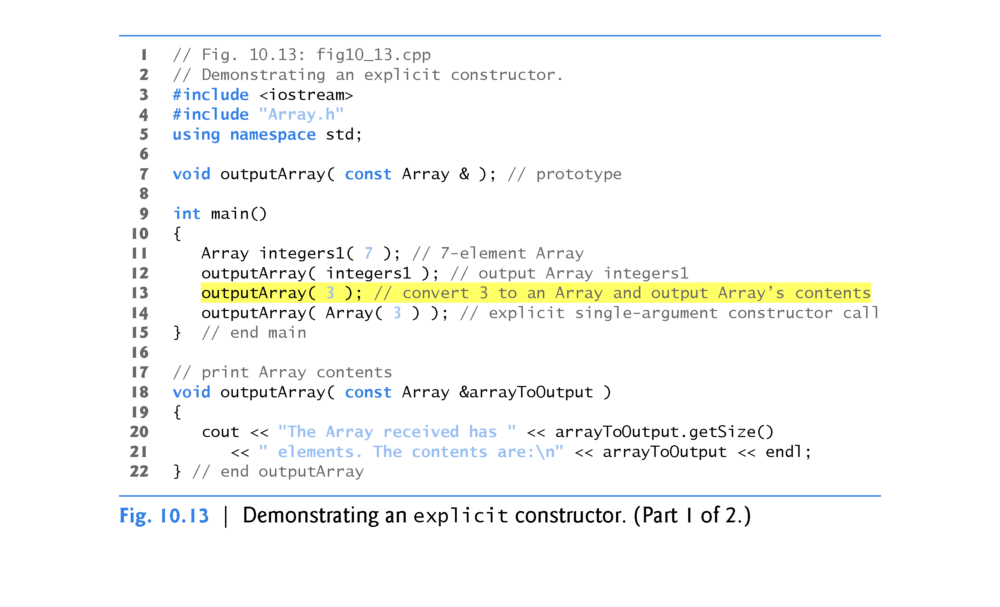 1 // Fig. 10.13: fig10_13.cpp
2 // Demonstrating an explicit constructor.
3 #include <iostream>
4 #include "Array.h"
5 using namespace std;
6
7 void outputArray( const Array & ); // prototype
8
9 int main()
10 {
11    Array integers1( 7 ); // 7-element Array
12    outputArray( integers1 ); // output Array integers1
13    outputArray( 3 ); // convert 3 to an Array and output Array’s contents
14    outputArray( Array( 3 ) ); // explicit single-argument constructor call
15 }  // end main
16
17 // print Array contents
18 void outputArray( const Array &arrayToOutput )
19 {
20    cout << "The Array received has " << arrayToOutput.getSize()
21       << " elements. The contents are:\n" << arrayToOutput << endl;
22 } // end outputArray
Fig. 10.13 | Demonstrating an explicit constructor. (Part 1 of 2.)